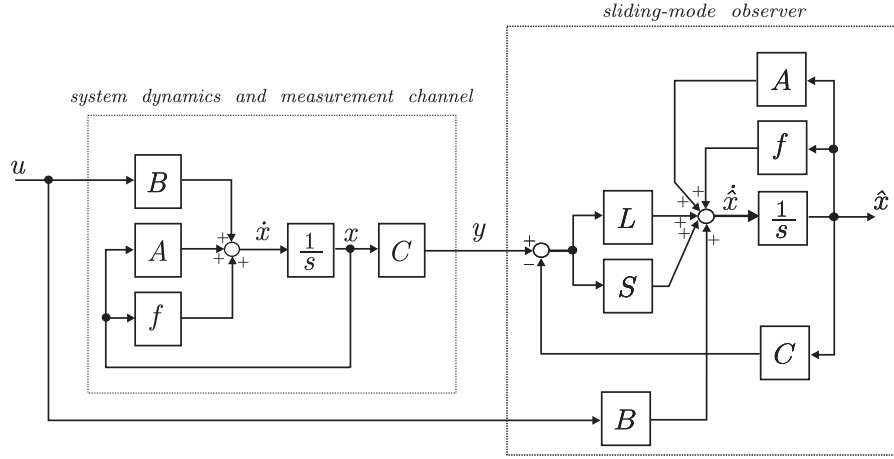 sliding-mode observer
A
system dynamics and measurement channel
f
u
B
+
+
ẋ̂
x̂
L
1/s
+
+
A
+
+
+
ẋ
1/s
x
C
y
+
−
+
S
f
C
B